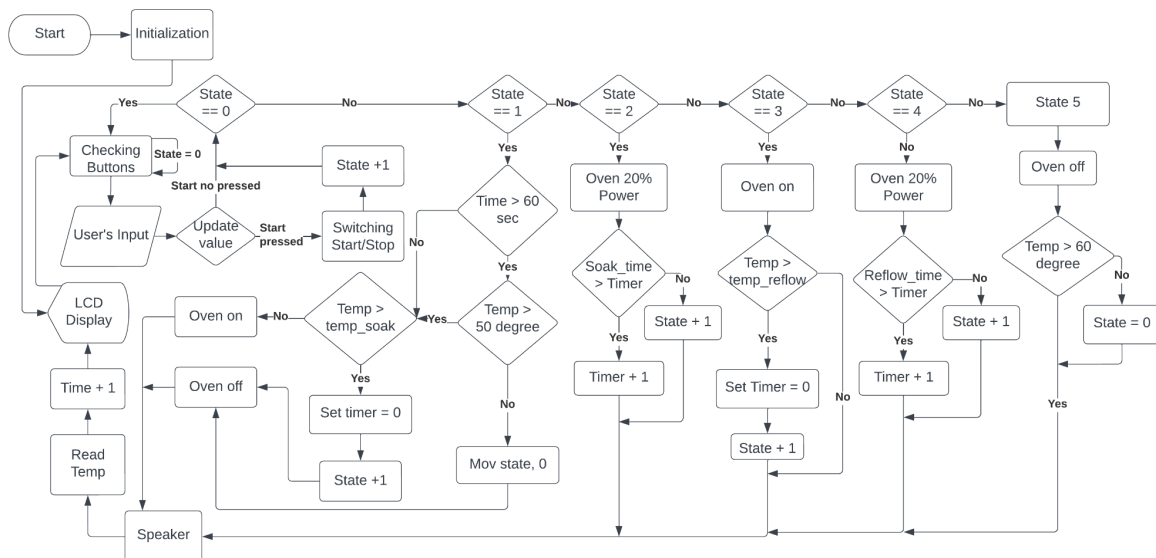 Start
Initialization
State
== 0
State
== 1
State
== 2
State
== 3
State
== 4
State 5
Yes
No
No
No
No
No
Checking
Buttons
State = 0
Start no pressed
User's Input
Update
value
Start
pressed
Switching
Start/Stop
State +1
Yes
Time > 60
sec
No
Yes
Temp >
50 degree
Yes
No
Mov state, 0
Temp >
temp_soak
No
Oven on
Yes
Set timer = 0
State +1
Oven off
Yes
Oven 20%
Power
Soak_time
> Timer
No
State + 1
Yes
Timer + 1
Yes
Oven on
Temp >
temp_reflow
Yes
No
Set Timer = 0
State + 1
No
Oven 20%
Power
Reflow_time
> Timer
No
State + 1
Yes
Timer + 1
Oven off
Temp > 60
degree
No
State = 0
Yes
LCD
Display
Time + 1
Read
Temp
Speaker